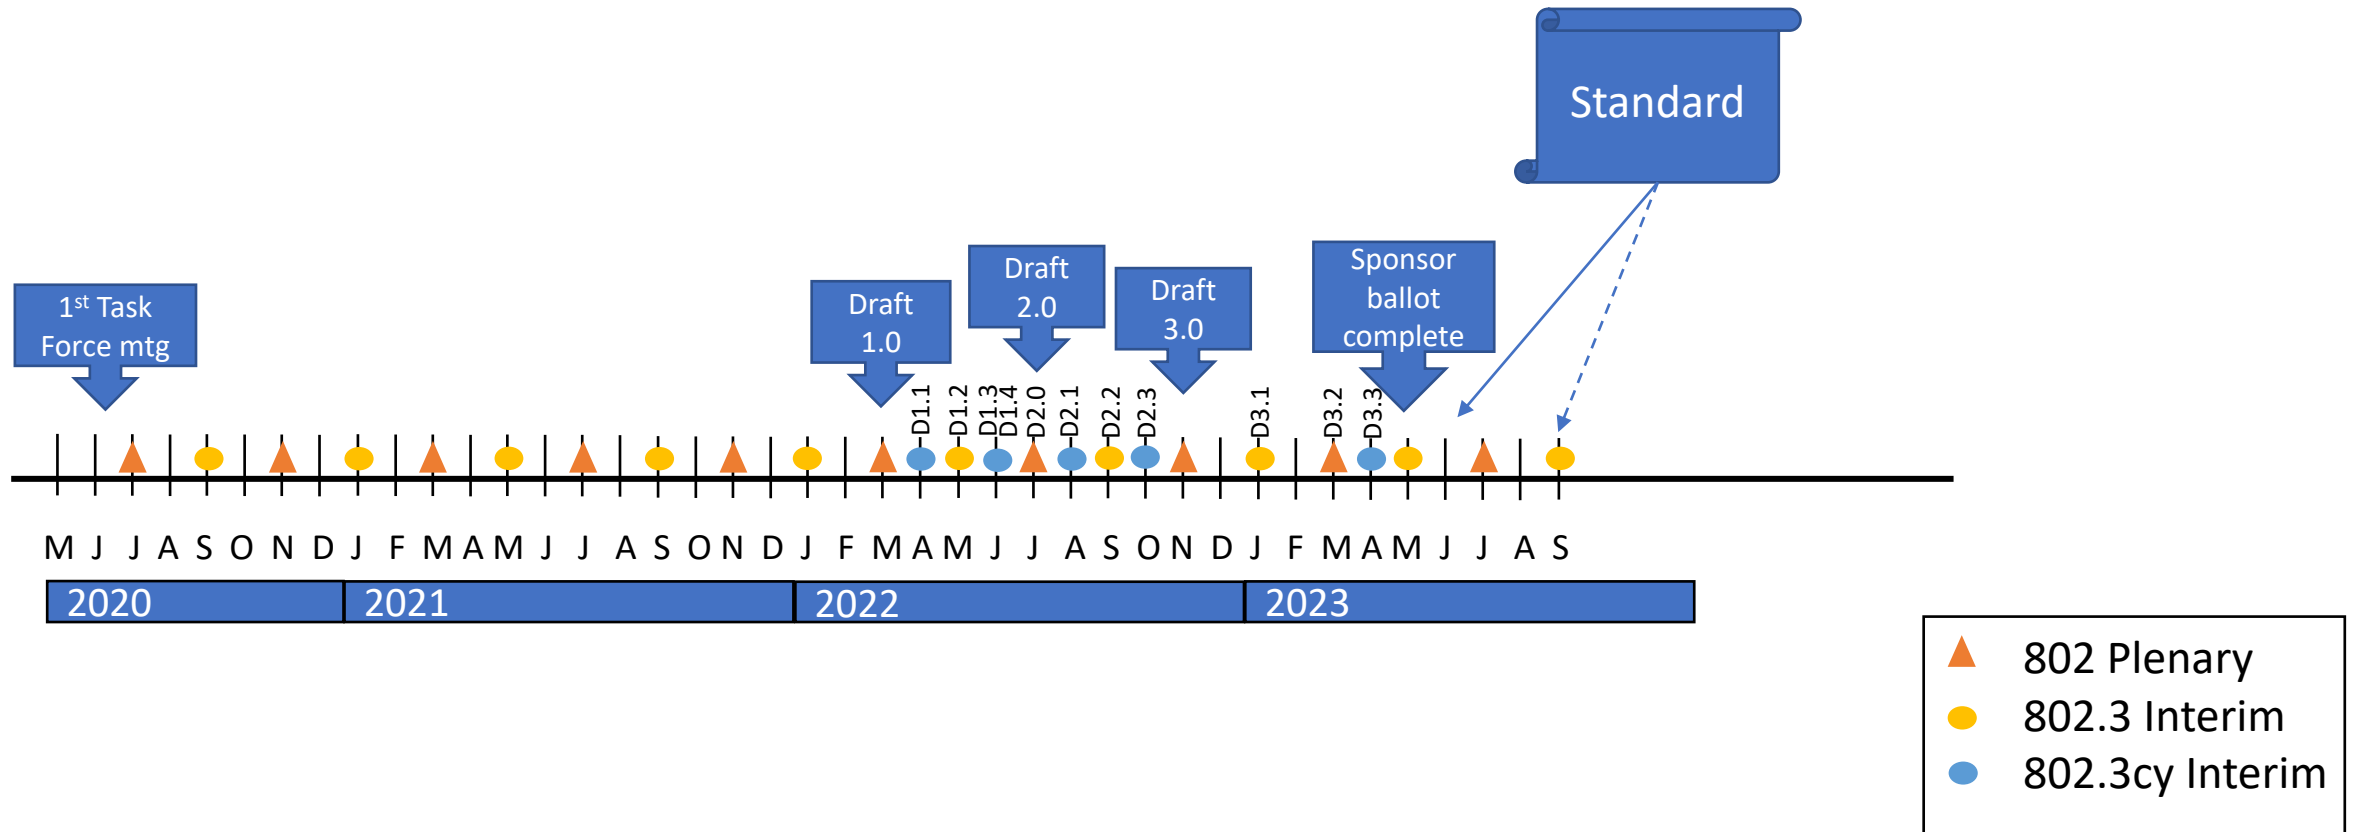 Standard
1st Task
Force mtg
Draft
1.0
Draft
2.0
Draft
3.0
Sponsor
ballot
complete
D1.1
D1.2
D1.3
D1.4
D2.0
D2.1
D2.2
D2.3
D3.1
D3.2
D3.3
M J J A S O N D J F M A M J J A S O N D J F M A M J J A S O N D J F M A M J J A S
2020 2021 2022 2023
802 Plenary
802.3 Interim
802.3cy Interim